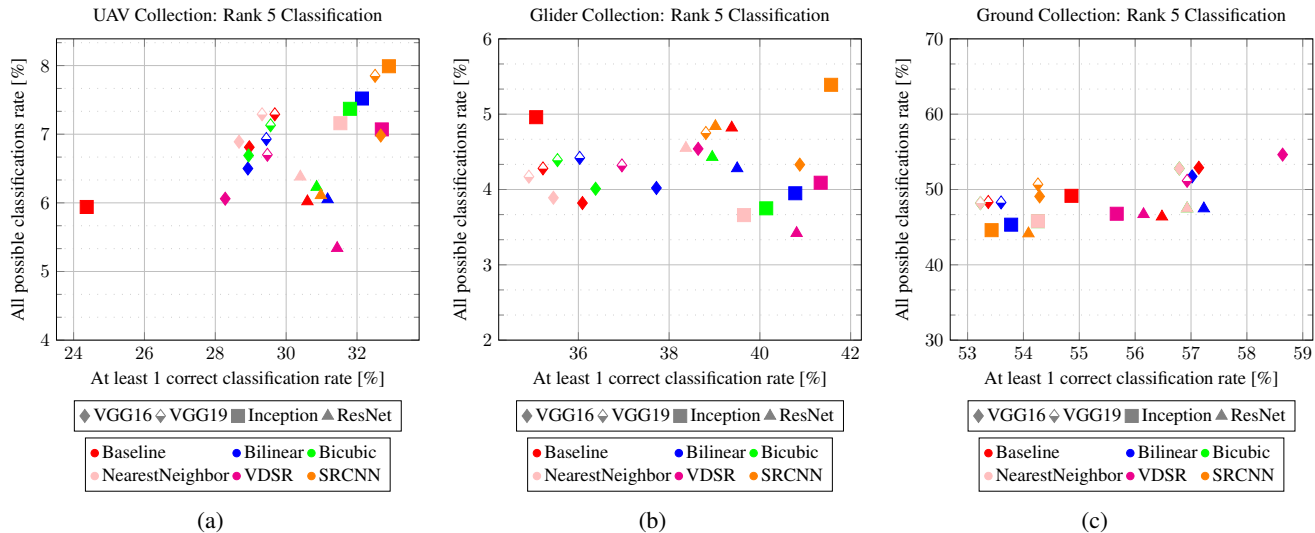 UAV Collection: Rank 5 Classification
All possible classifications rate [%]
8
7
6
5
4
24 26 28 30 32
At least 1 correct classification rate [%]
VGG16 VGG19 Inception ResNet
Baseline Bilinear Bicubic
NearestNeighbor VDSR SRCNN
(a)
Glider Collection: Rank 5 Classification
All possible classifications rate [%]
6
5
4
3
2
36 38 40 42
At least 1 correct classification rate [%]
VGG16 VGG19 Inception ResNet
Baseline Bilinear Bicubic
NearestNeighbor VDSR SRCNN
(b)
Ground Collection: Rank 5 Classification
All possible classifications rate [%]
70
60
50
40
30
53 54 55 56 57 58 59
At least 1 correct classification rate [%]
VGG16 VGG19 Inception ResNet
Baseline Bilinear Bicubic
NearestNeighbor VDSR SRCNN
(c)